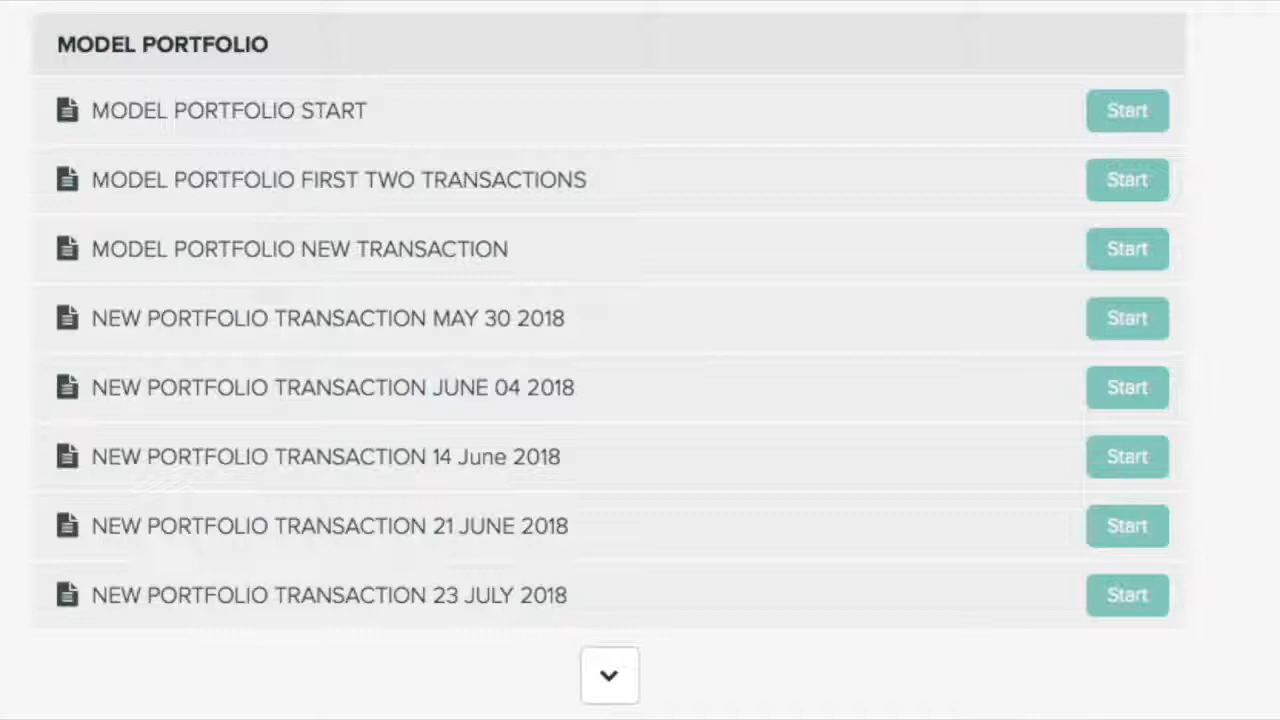 MODEL PORTFOLIO
MODEL PORTFOLIO START Start
MODEL PORTFOLIO FIRST TWO TRANSACTIONS Start
MODEL PORTFOLIO NEW TRANSACTION Start
NEW PORTFOLIO TRANSACTION MAY 30 2018 Start
NEW PORTFOLIO TRANSACTION JUNE 04 2018 Start
NEW PORTFOLIO TRANSACTION 14 June 2018 Start
NEW PORTFOLIO TRANSACTION 21 JUNE 2018 Start
NEW PORTFOLIO TRANSACTION 23 JULY 2018 Start